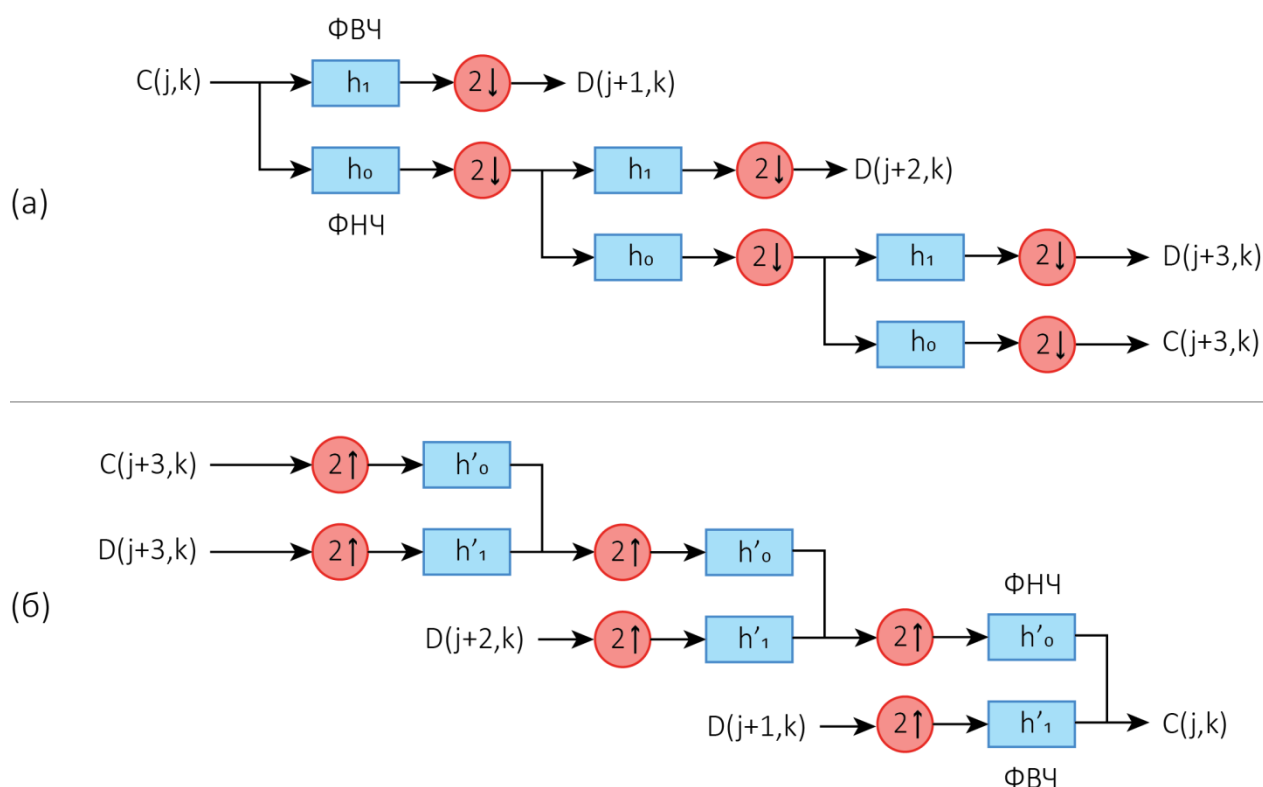 ФВЧ
C(j,k) h₁ 2↓ D(j+1,k)
h₀ 2↓ h₁ 2↓ D(j+2,k)
(а)
ФНЧ
h₀ 2↓ h₁ 2↓ D(j+3,k)
h₀ 2↓ C(j+3,k)
C(j+3,k) 2↑ h'₀
D(j+3,k) 2↑ h'₁ 2↑ h'₀
(б)
ФНЧ
D(j+2,k) 2↑ h'₁ 2↑ h'₀
D(j+1,k) 2↑ h'₁ C(j,k)
ФВЧ